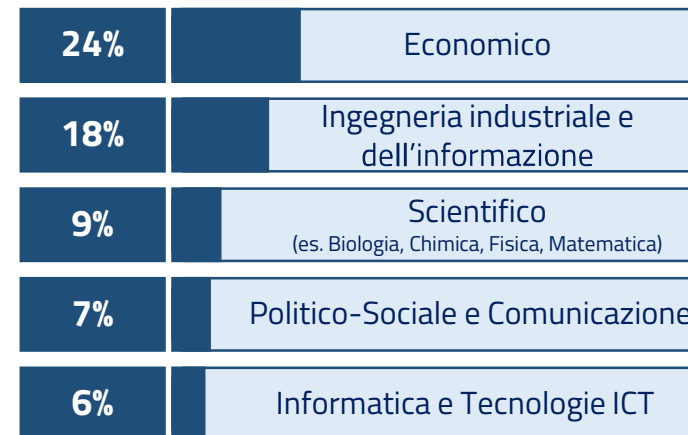 24%
Economico
18%
Ingegneria industriale e
dell’informazione
9%
Scientifico
(es. Biologia, Chimica, Fisica, Matematica)
7%
Politico-Sociale e Comunicazione
6%
Informatica e Tecnologie ICT